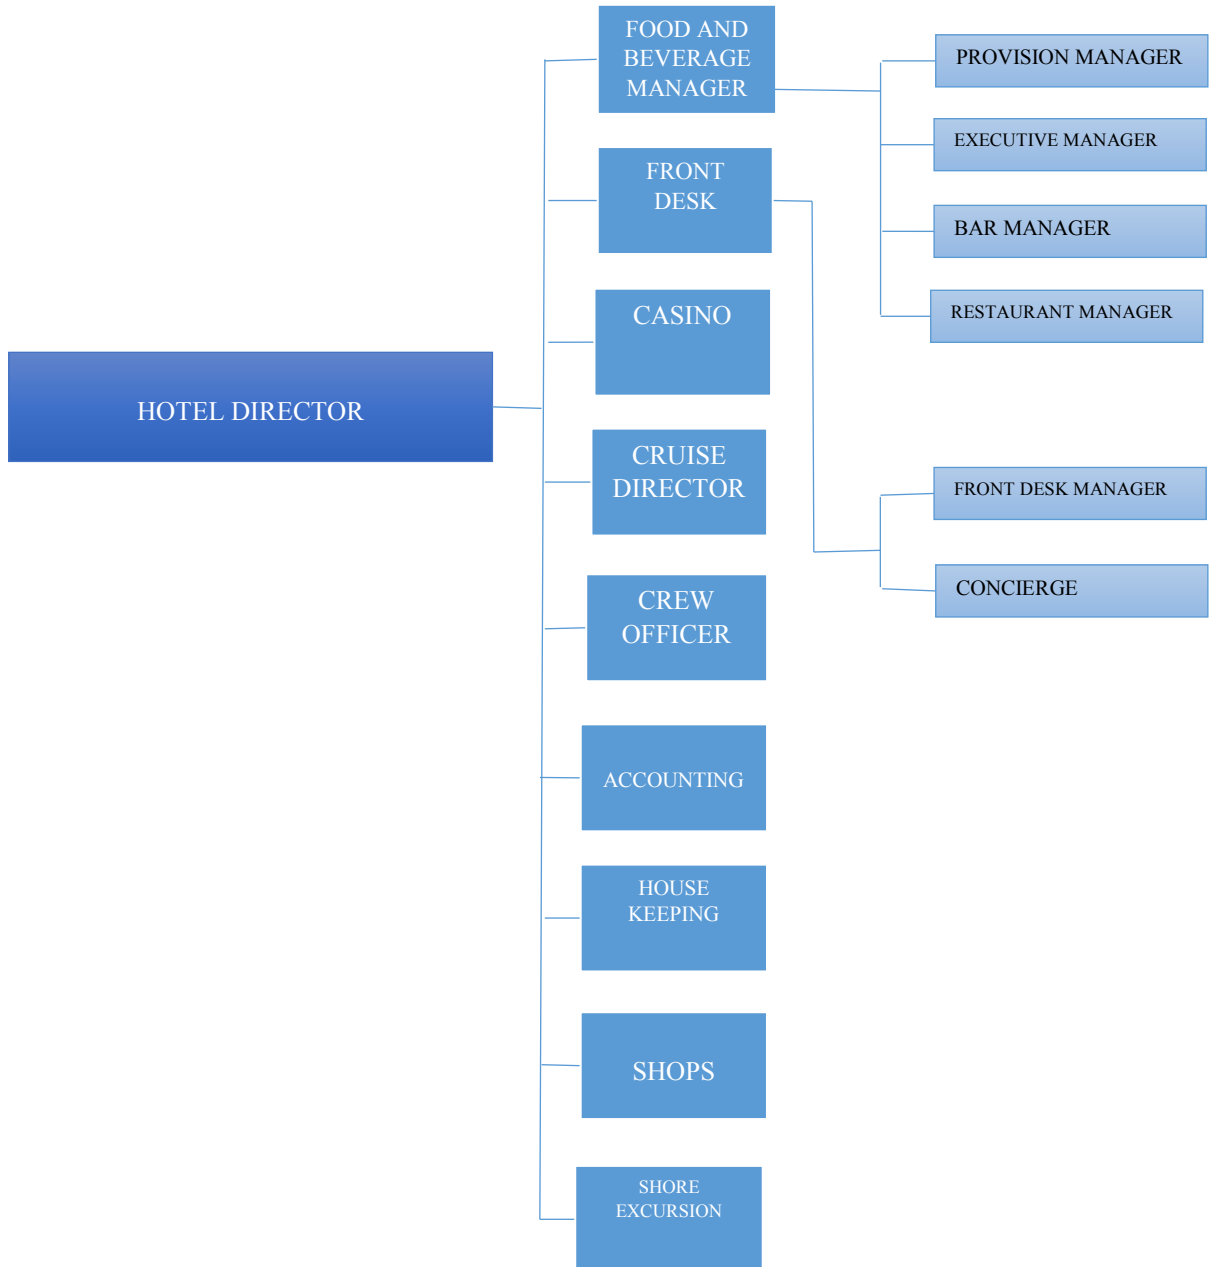 HOTEL DIRECTOR
FOOD AND
BEVERAGE
MANAGER
FRONT
DESK
CASINO
CRUISE
DIRECTOR
CREW
OFFICER
ACCOUNTING
HOUSE
KEEPING
SHOPS
SHORE
EXCURSION
PROVISION MANAGER
EXECUTIVE MANAGER
BAR MANAGER
RESTAURANT MANAGER
FRONT DESK MANAGER
CONCIERGE